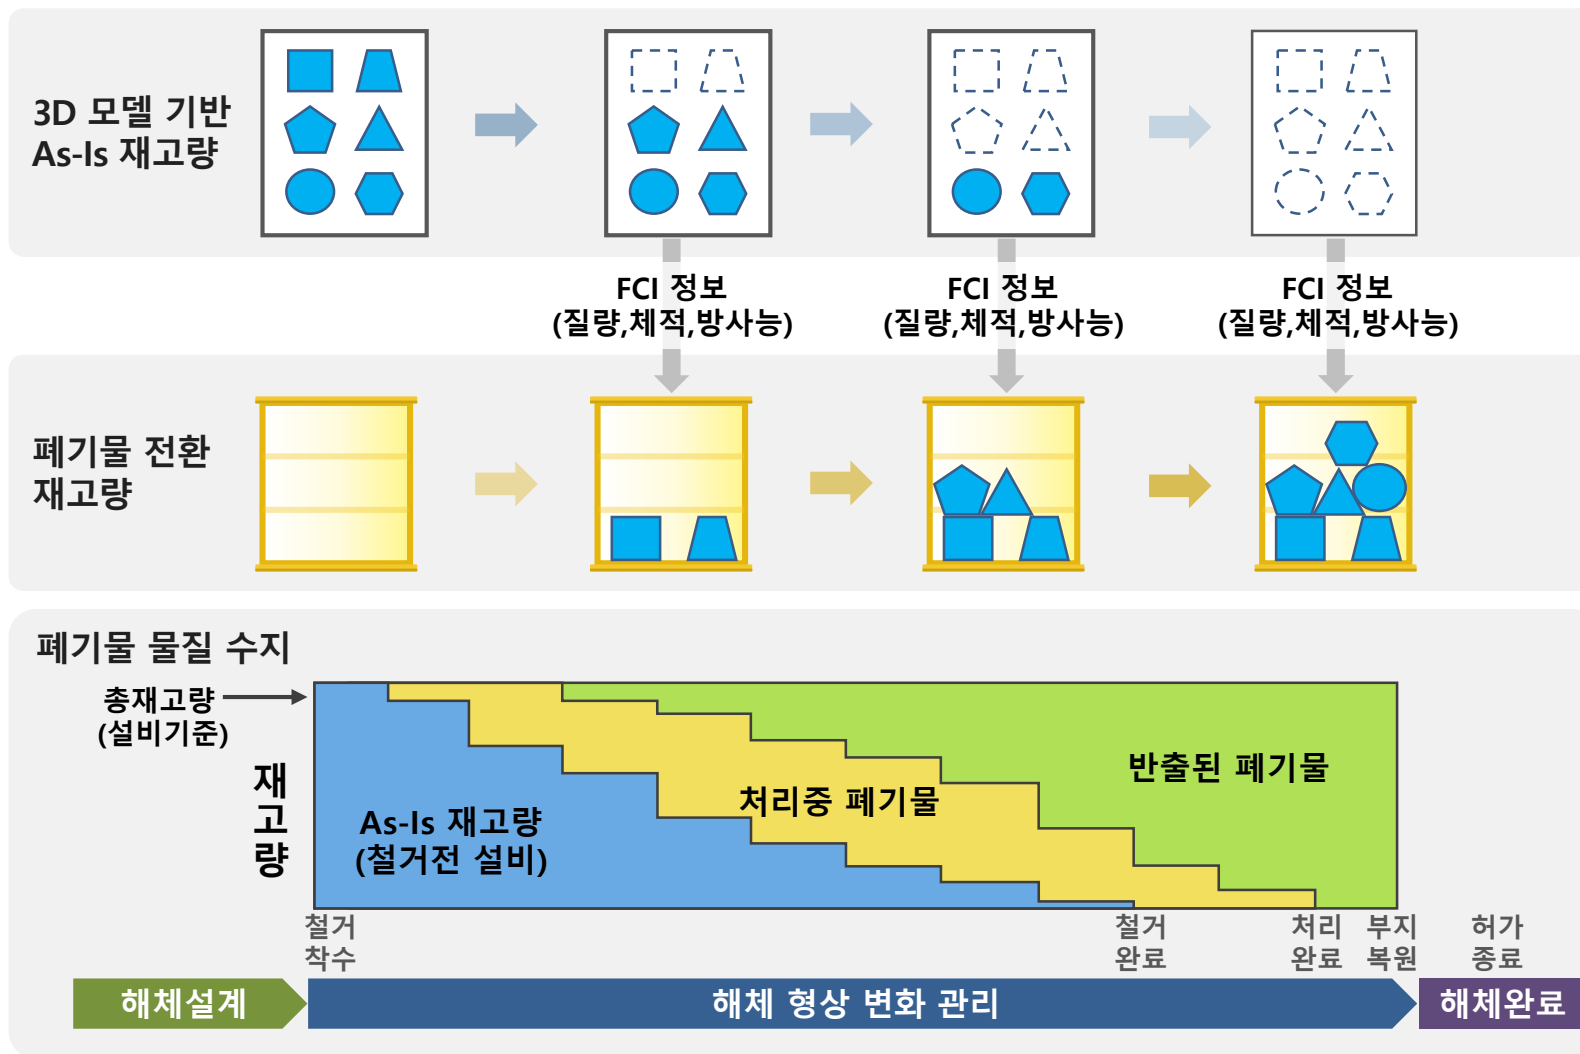 3D 모델 기반
As-Is 재고량
FCI 정보
(질량,체적,방사능)
FCI 정보
(질량,체적,방사능)
FCI 정보
(질량,체적,방사능)
폐기물 전환
재고량
폐기물 물질 수지
총재고량
(설비기준)
재고량
As-Is 재고량
(철거전 설비)
처리중 폐기물
반출된 폐기물
철거
착수
철거
완료
처리
완료
부지
복원
허가
종료
해체설계
해체 형상 변화 관리
해체완료